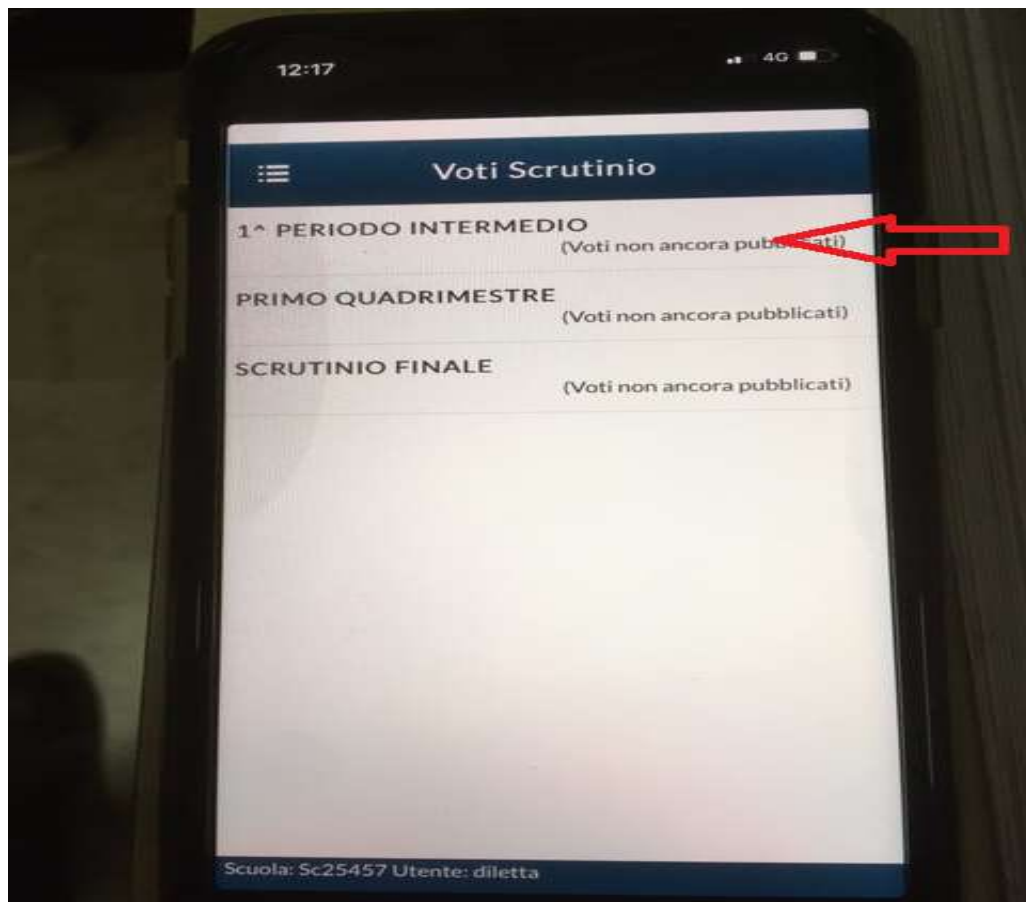 12:17
4G
Voti Scrutinio
1^ PERIODO INTERMEDIO
(Voti non ancora pubblicati)
PRIMO QUADRIMESTRE
(Voti non ancora pubblicati)
SCRUTINIO FINALE
(Voti non ancora pubblicati)
Scuola: Sc25457 Utente: diletta